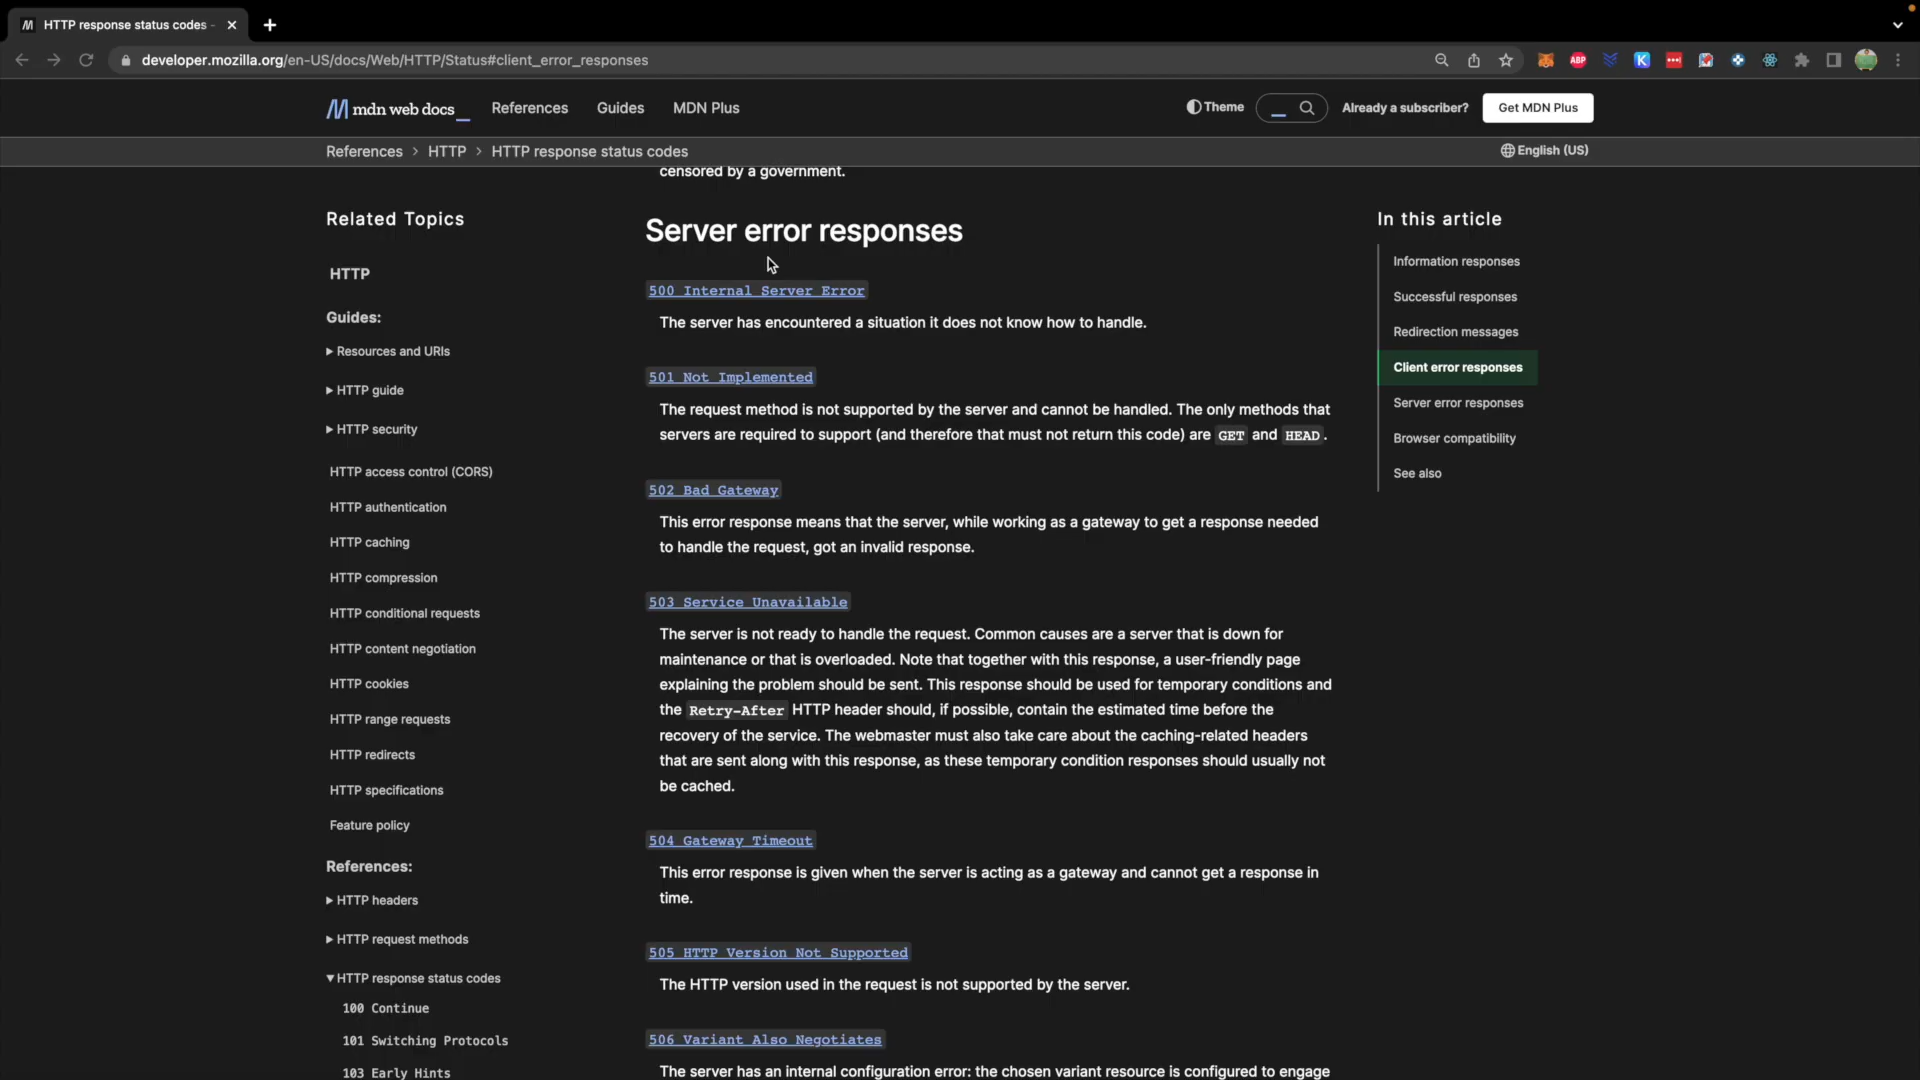 HTTP response status codes -
developer.mozilla.org/en-US/docs/Web/HTTP/Status#client_error_responses
ABP
K
mdn web docs
References
Guides
MDN Plus
Theme
Already a subscriber?
Get MDN Plus
References > HTTP > HTTP response status codes
English (US)
Related Topics
HTTP
Guides:
Resources and URIs
HTTP guide
HTTP security
HTTP access control (CORS)
HTTP authentication
HTTP caching
HTTP compression
HTTP conditional requests
HTTP content negotiation
HTTP cookies
HTTP range requests
HTTP redirects
HTTP specifications
Feature policy
References:
HTTP headers
HTTP request methods
HTTP response status codes
100 Continue
101 Switching Protocols
103 Early Hints
censored by a government.
Server error responses
500 Internal Server Error
The server has encountered a situation it does not know how to handle.
501 Not Implemented
The request method is not supported by the server and cannot be handled. The only methods that
servers are required to support (and therefore that must not return this code) are GET and HEAD.
502 Bad Gateway
This error response means that the server, while working as a gateway to get a response needed
to handle the request, got an invalid response.
503 Service Unavailable
The server is not ready to handle the request. Common causes are a server that is down for
maintenance or that is overloaded. Note that together with this response, a user-friendly page
explaining the problem should be sent. This response should be used for temporary conditions and
the Retry-After HTTP header should, if possible, contain the estimated time before the
recovery of the service. The webmaster must also take care about the caching-related headers
that are sent along with this response, as these temporary condition responses should usually not
be cached.
504 Gateway Timeout
This error response is given when the server is acting as a gateway and cannot get a response in
time.
505 HTTP Version Not Supported
The HTTP version used in the request is not supported by the server.
506 Variant Also Negotiates
The server has an internal configuration error: the chosen variant resource is configured to engage
In this article
Information responses
Successful responses
Redirection messages
Client error responses
Server error responses
Browser compatibility
See also